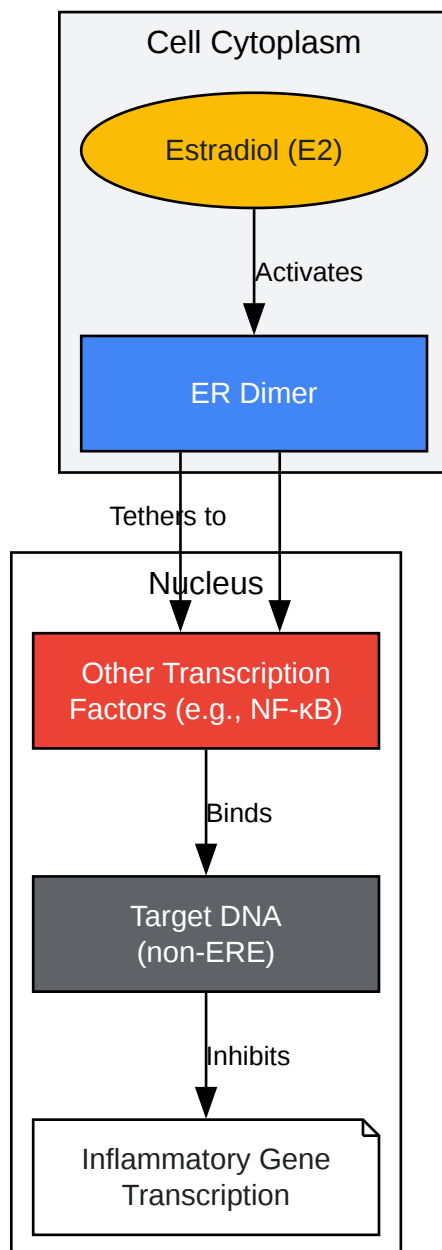 Cell Cytoplasm
Estradiol (E2)
Activates
ER Dimer
Tethers to
Nucleus
Other Transcription
Factors (e.g., NF-κB)
Binds
Target DNA
(non-ERE)
Inhibits
Inflammatory Gene
Transcription